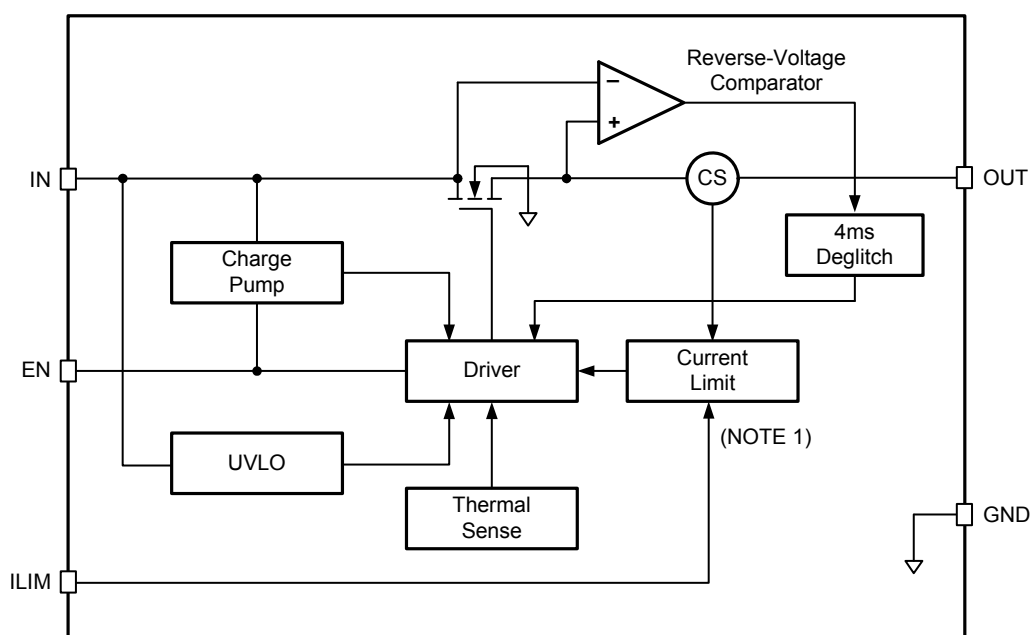 Reverse-Voltage
Comparator
−
+
IN
CS
OUT
4ms
Deglitch
Charge
Pump
EN
Driver
Current
Limit
(NOTE 1)
UVLO
Thermal
Sense
GND
ILIM